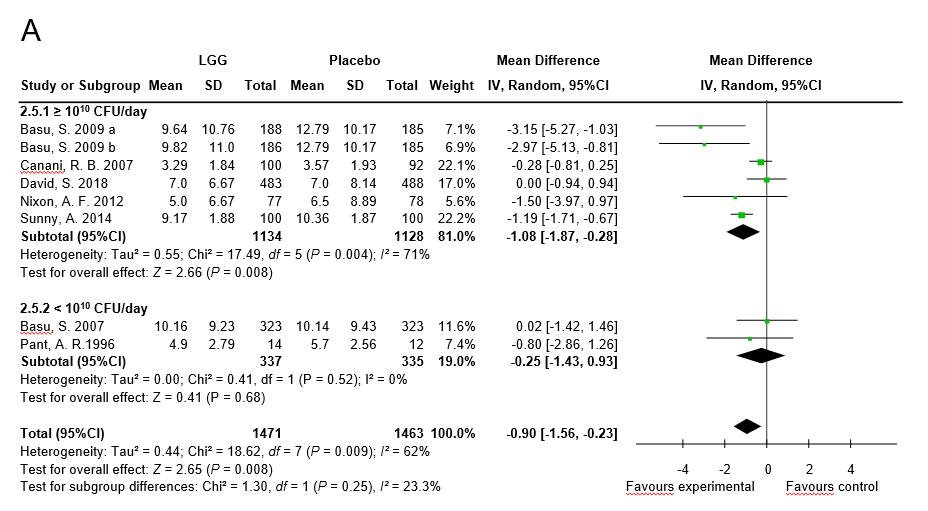 A
LGG Placebo Mean Difference Mean Difference
Study or Subgroup Mean SD Total Mean SD Total Weight IV, Random, 95%CI IV, Random, 95%CI
2.5.1 ≥ 10¹⁰ CFU/day
Basu, S. 2009 a 9.64 10.76 188 12.79 10.17 185 7.1% -3.15 [-5.27, -1.03]
Basu, S. 2009 b 9.82 11.0 186 12.79 10.17 185 6.9% -2.97 [-5.13, -0.81]
Canani, R. B. 2007 3.29 1.84 100 3.57 1.93 92 22.1% -0.28 [-0.81, 0.25]
David, S. 2018 7.0 6.67 483 7.0 8.14 488 17.0% 0.00 [-0.94, 0.94]
Nixon, A. F. 2012 5.0 6.67 77 6.5 8.89 78 5.6% -1.50 [-3.97, 0.97]
Sunny, A. 2014 9.17 1.88 100 10.36 1.87 100 22.2% -1.19 [-1.71, -0.67]
Subtotal (95%CI) 1134 1128 81.0% -1.08 [-1.87, -0.28]
Heterogeneity: Tau² = 0.55; Chi² = 17.49, df = 5 (P = 0.004); I² = 71%
Test for overall effect: Z = 2.66 (P = 0.008)
2.5.2 < 10¹⁰ CFU/day
Basu, S. 2007 10.16 9.23 323 10.14 9.43 323 11.6% 0.02 [-1.42, 1.46]
Pant, A. R.1996 4.9 2.79 14 5.7 2.56 12 7.4% -0.80 [-2.86, 1.26]
Subtotal (95%CI) 337 335 19.0% -0.25 [-1.43, 0.93]
Heterogeneity: Tau² = 0.00; Chi² = 0.41, df = 1 (P = 0.52); I² = 0%
Test for overall effect: Z = 0.41 (P = 0.68)
Total (95%CI) 1471 1463 100.0% -0.90 [-1.56, -0.23]
Heterogeneity: Tau² = 0.44; Chi² = 18.62, df = 7 (P = 0.009); I² = 62%
Test for overall effect: Z = 2.65 (P = 0.008)
Test for subgroup differences: Chi² = 1.30, df = 1 (P = 0.25), I² = 23.3%
-4 -2 0 2 4
Favours experimental Favours control